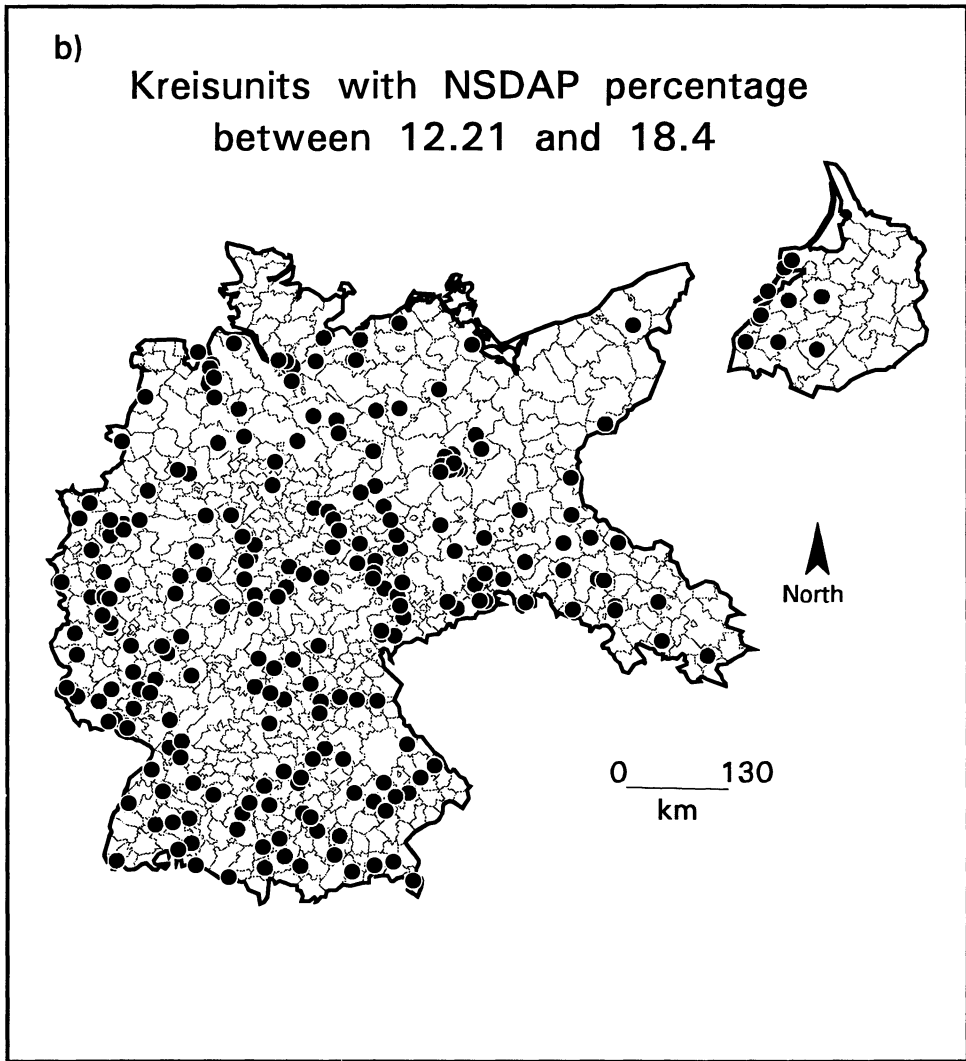 b)
Kreisunits with NSDAP percentage
between 12.21 and 18.4
North
0 130
km